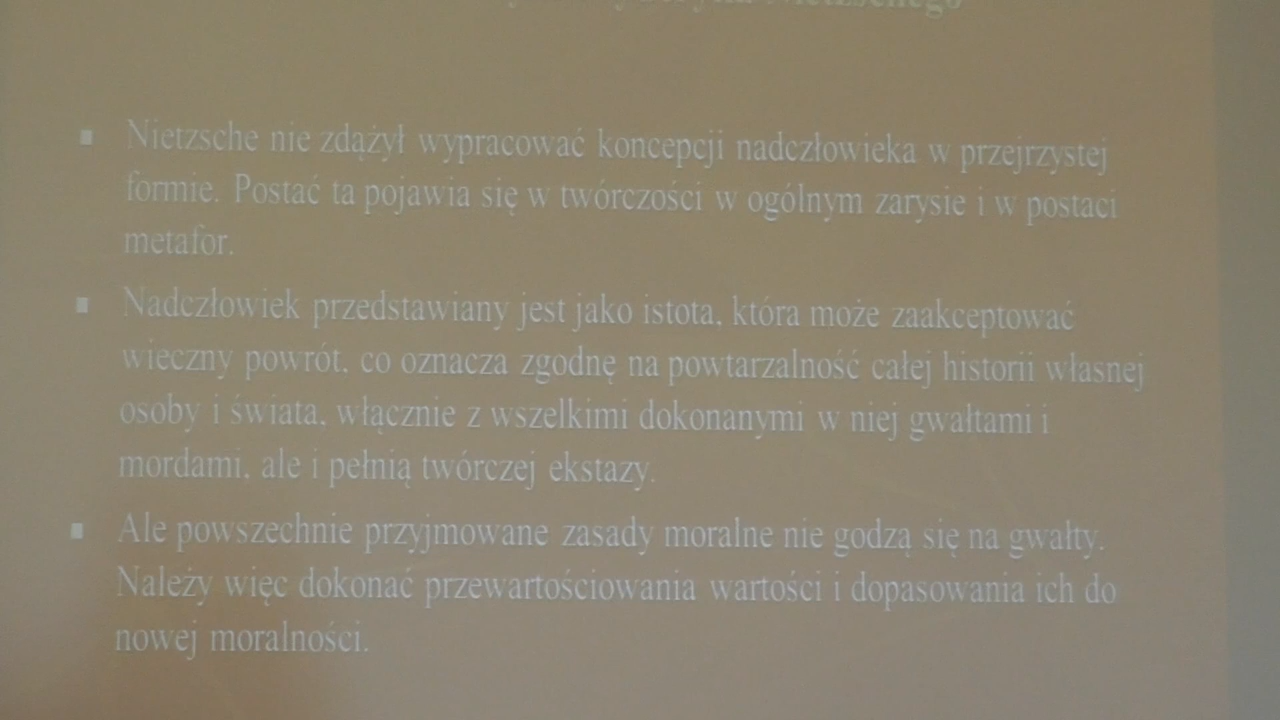 Nietzschego
▪ Nietzsche nie zdążył wypracować koncepcji nadczłowieka w przejrzystej
formie. Postać ta pojawia się w twórczości w ogólnym zarysie i w postaci
metafor.
▪ Nadczłowiek przedstawiany jest jako istota, która może zaakceptować
wieczny powrót, co oznacza zgodnę na powtarzalność całej historii własnej
osoby i świata, włącznie z wszelkimi dokonanymi w niej gwałtami i
mordami, ale i pełnią twórczej ekstazy.
▪ Ale powszechnie przyjmowane zasady moralne nie godzą się na gwałty.
Należy więc dokonać przewartościowania wartości i dopasowania ich do
nowej moralności.